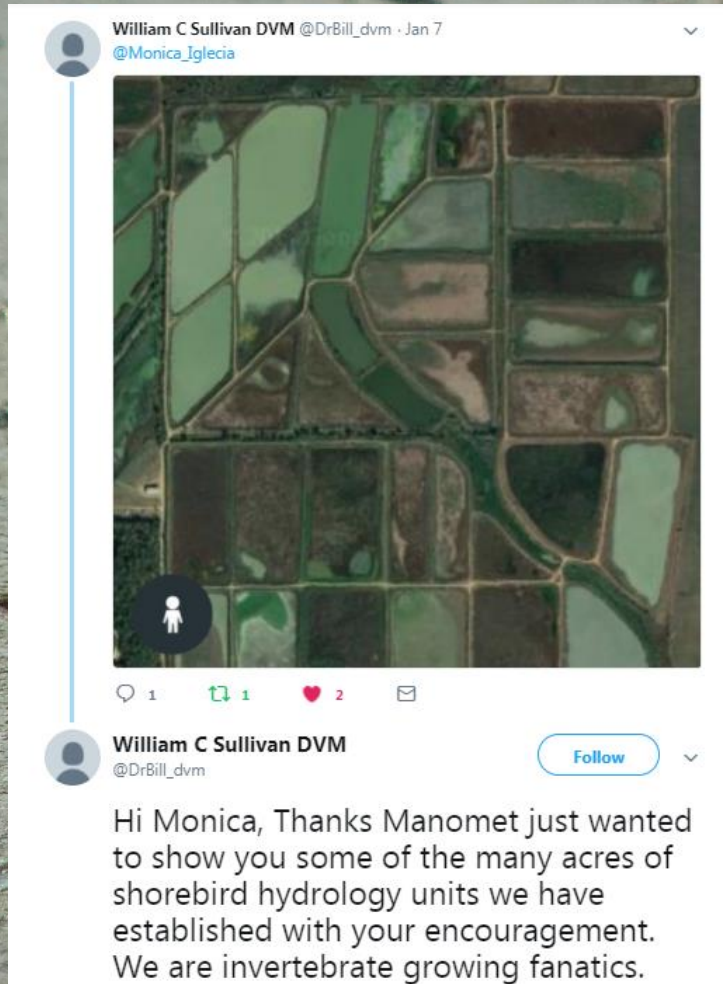 William C Sullivan DVM @DrBill_dvm · Jan 7
@Monica_Iglecia
1 1 2
William C Sullivan DVM
@DrBill_dvm
Follow
Hi Monica, Thanks Manomet just wanted
to show you some of the many acres of
shorebird hydrology units we have
established with your encouragement.
We are invertebrate growing fanatics.